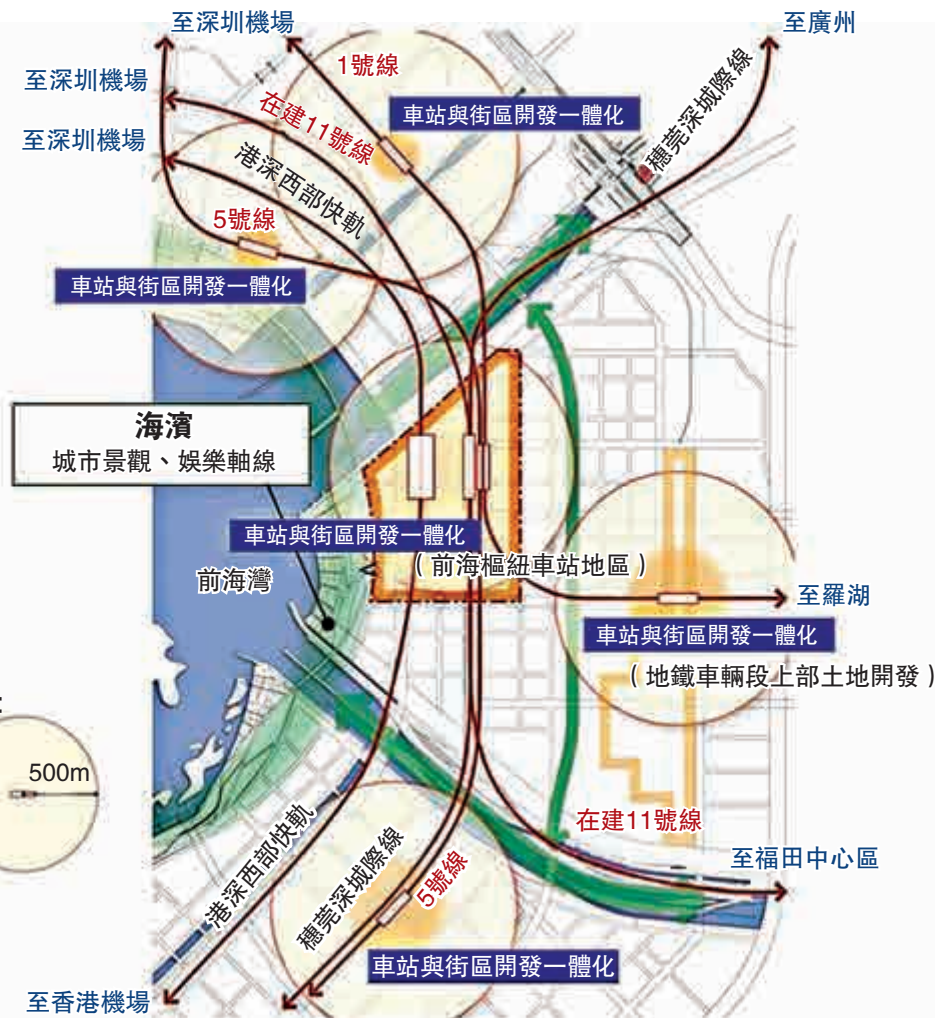 至深圳機場
至廣州
1號線
至深圳機場
在建11號線
車站與街區開發一體化
穗莞深城際線
至深圳機場
港深西部快軌
5號線
車站與街區開發一體化
海濱
城市景觀、娛樂軸線
車站與街區開發一體化
（前海樞紐車站地區）
前海灣
至羅湖
車站與街區開發一體化
（地鐵車輛段上部土地開發）
500m
在建11號線
至福田中心區
港深西部快軌
穗莞深城際線
5號線
車站與街區開發一體化
至香港機場